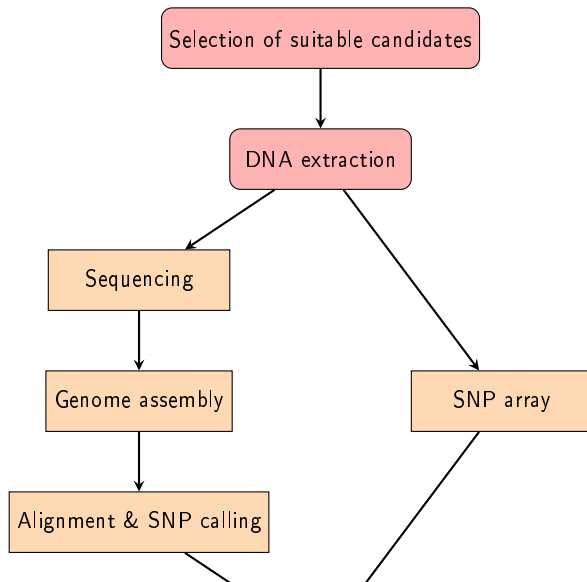 Selection of suitable candidates
DNA extraction
Sequencing
Genome assembly
SNP array
Alignment & SNP calling